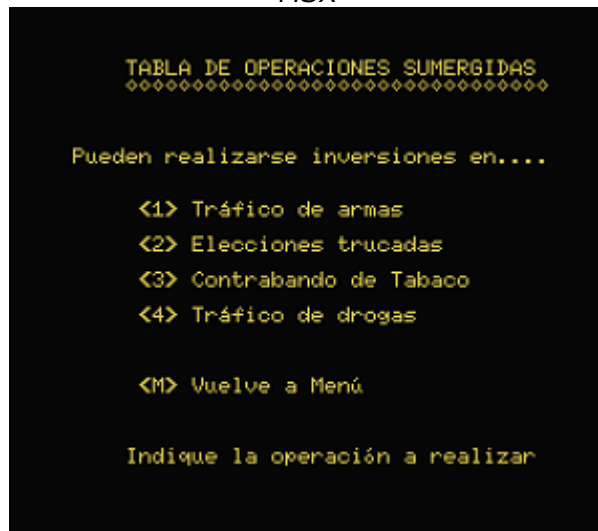 MSX
TABLA DE OPERACIONES SUMERGIDAS
Pueden realizarse inversiones en....
<1> Tráfico de armas
<2> Elecciones trucadas
<3> Contrabando de Tabaco
<4> Tráfico de drogas
<M> Vuelve a Menú
Indique la operación a realizar